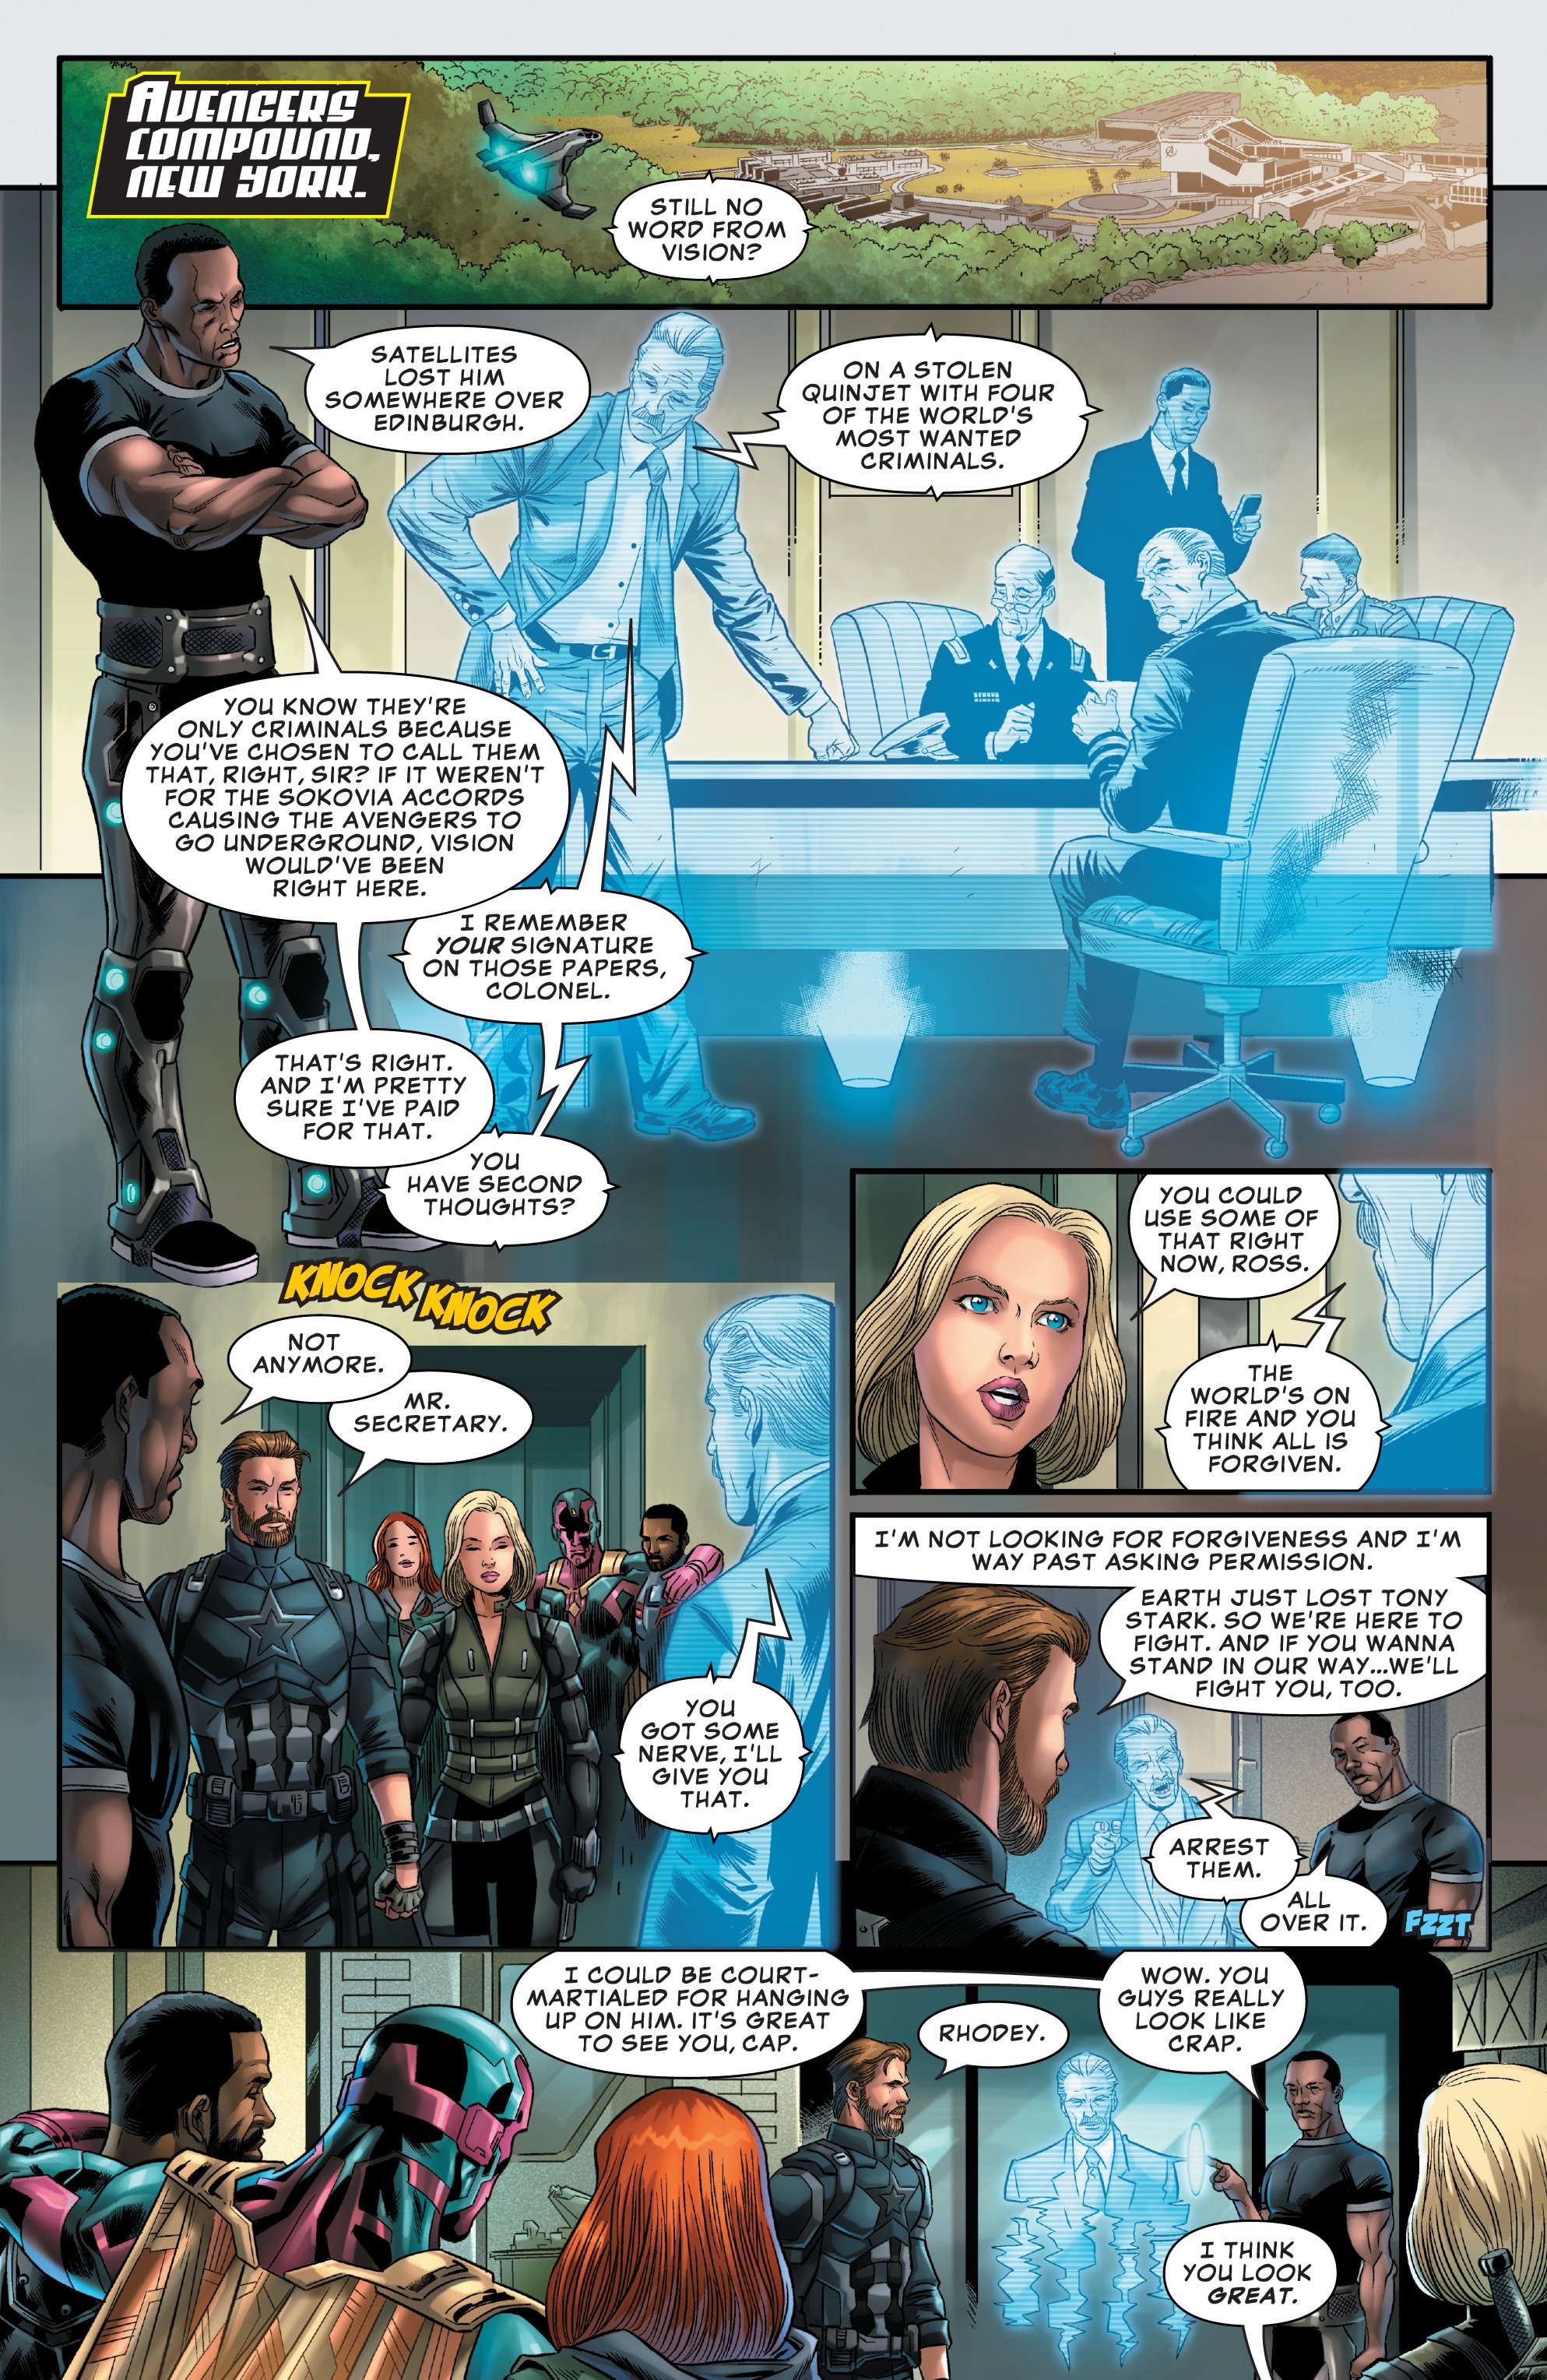 AVENGERS
COMPOUND,
NEW YORK.
STILL NO
WORD FROM
VISION?
SATELLITES
LOST HIM
SOMEWHERE OVER
EDINBURGH.
ON A STOLEN
QUINJET WITH FOUR
OF THE WORLD'S
MOST WANTED
CRIMINALS.
YOU KNOW THEY'RE
ONLY CRIMINALS BECAUSE
YOU'VE CHOSEN TO CALL THEM
THAT, RIGHT, SIR? IF IT WEREN'T
FOR THE SOKOVIA ACCORDS
CAUSING THE AVENGERS TO
GO UNDERGROUND, VISION
WOULD'VE BEEN
RIGHT HERE.
I REMEMBER
YOUR SIGNATURE
ON THOSE PAPERS,
COLONEL.
THAT'S RIGHT.
AND I'M PRETTY
SURE I'VE PAID
FOR THAT.
YOU
HAVE SECOND
THOUGHTS?
KNOCK KNOCK
NOT
ANYMORE.
MR.
SECRETARY.
YOU
GOT SOME
NERVE, I'LL
GIVE YOU
THAT.
YOU COULD
USE SOME OF
THAT RIGHT
NOW, ROSS.
THE
WORLD'S ON
FIRE AND YOU
THINK ALL IS
FORGIVEN.
I'M NOT LOOKING FOR FORGIVENESS AND I'M
WAY PAST ASKING PERMISSION.
EARTH JUST LOST TONY
STARK. SO WE'RE HERE TO
FIGHT. AND IF YOU WANNA
STAND IN OUR WAY...WE'LL
FIGHT YOU, TOO.
ARREST
THEM.
ALL
OVER IT.
FZZT
I COULD BE COURT-
MARTIALED FOR HANGING
UP ON HIM. IT'S GREAT
TO SEE YOU, CAP.
RHODEY.
WOW. YOU
GUYS REALLY
LOOK LIKE
CRAP.
I THINK
YOU LOOK
GREAT.